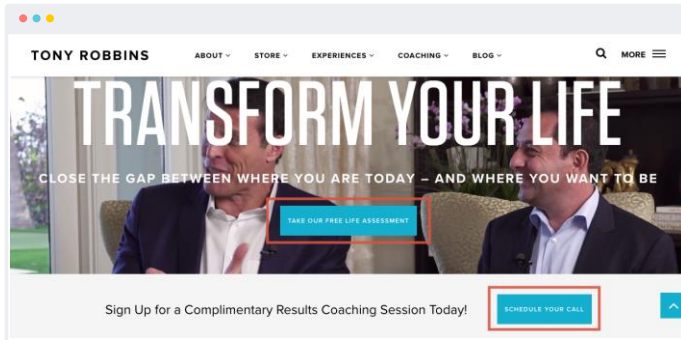 TONY ROBBINS ABOUT STORE EXPERIENCES COACHING BLOG MORE
TRANSFORM YOUR LIFE
CLOSE THE GAP BETWEEN WHERE YOU ARE TODAY – AND WHERE YOU WANT TO BE
TAKE OUR FREE LIFE ASSESSMENT
Sign Up for a Complimentary Results Coaching Session Today! SCHEDULE YOUR CALL